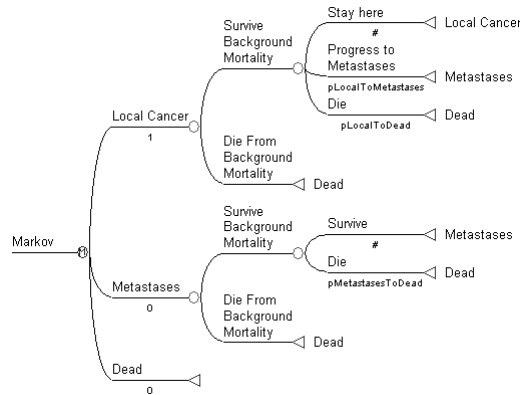 Survive
Background
Mortality
Stay here
#
Local Cancer
Progress to
Metastases
pLocalToMetastases
Metastases
Die
pLocalToDead
Dead
Local Cancer
1
Die From
Background
Mortality
Dead
Markov
M
Survive
Background
Mortality
Survive
#
Metastases
Die
pMetastasesToDead
Dead
Metastases
0
Die From
Background
Mortality
Dead
Dead
0